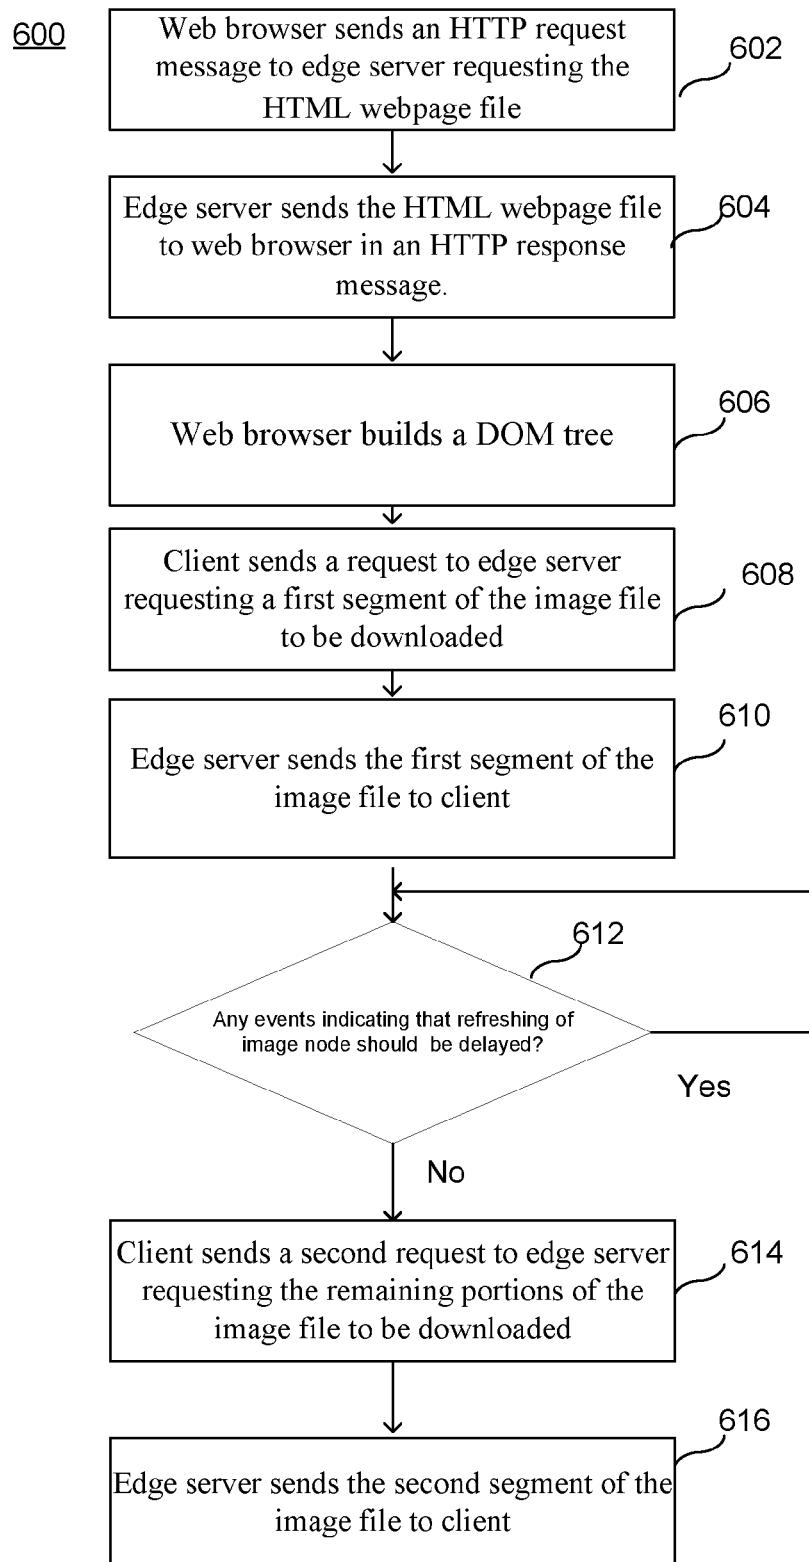 600
Web browser sends an HTTP request
message to edge server requesting the
HTML webpage file
602
Edge server sends the HTML webpage file
to web browser in an HTTP response
message.
604
Web browser builds a DOM tree
606
Client sends a request to edge server
requesting a first segment of the image file
to be downloaded
608
Edge server sends the first segment of the
image file to client
610
612
Any events indicating that refreshing of
image node should be delayed?
Yes
No
Client sends a second request to edge server
requesting the remaining portions of the
image file to be downloaded
614
Edge server sends the second segment of the
image file to client
616